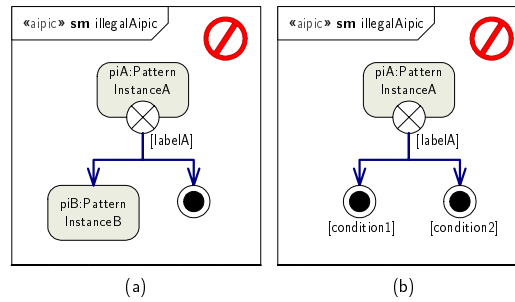 «aipic» sm illegalAipic
piA:Pattern
InstanceA
[labelA]
piB:Pattern
InstanceB
(a)
«aipic» sm illegalAipic
piA:Pattern
InstanceA
[labelA]
[condition1]
[condition2]
(b)